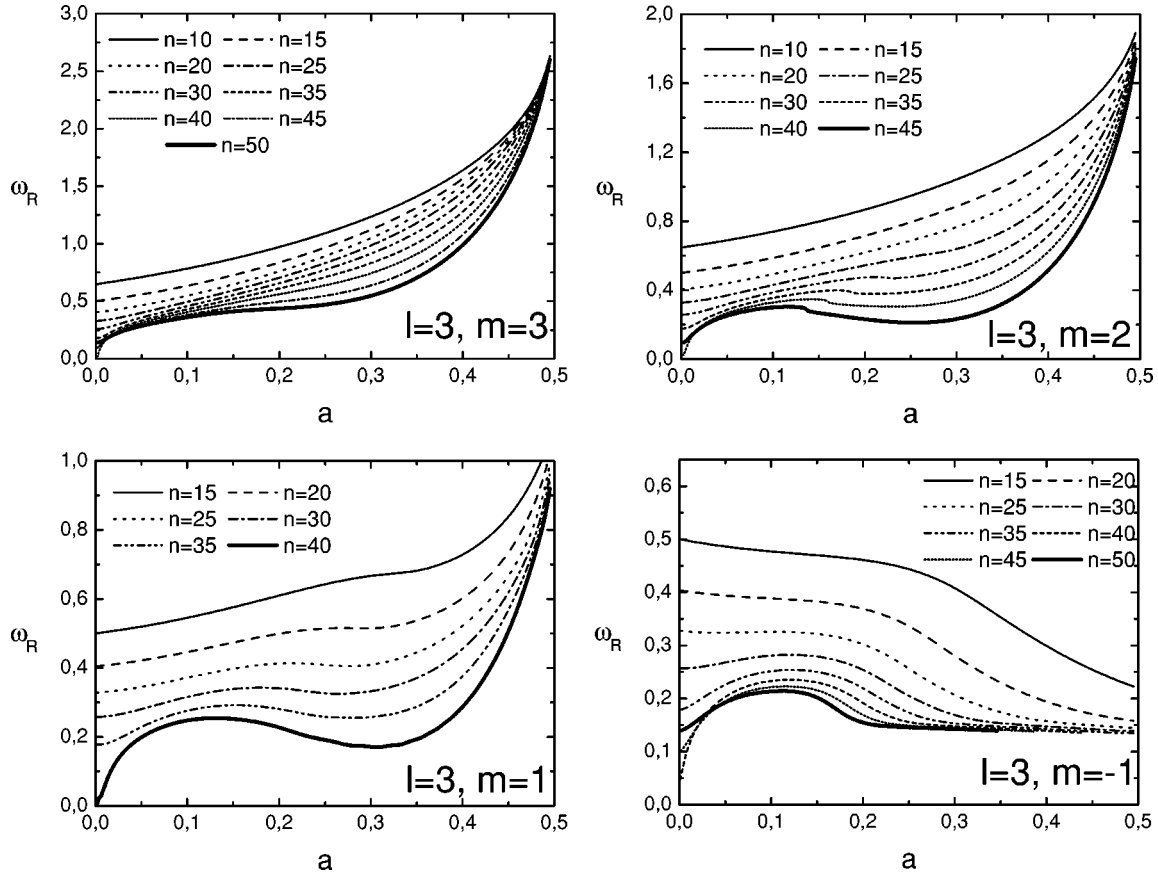 3,0
2,5
2,0
1,5
1,0
0,5
0,0
ω_R
n=10 n=15
n=20 n=25
n=30 n=35
n=40 n=45
n=50
l=3, m=3
0,0 0,1 0,2 0,3 0,4 0,5
a
2,0
1,6
1,2
0,8
0,4
0,0
ω_R
n=10 n=15
n=20 n=25
n=30 n=35
n=40 n=45
l=3, m=2
0,0 0,1 0,2 0,3 0,4 0,5
a
1,0
0,8
0,6
0,4
0,2
0,0
ω_R
n=15 n=20
n=25 n=30
n=35 n=40
l=3, m=1
0,0 0,1 0,2 0,3 0,4 0,5
a
0,6
0,5
0,4
0,3
0,2
0,1
0,0
ω_R
n=15 n=20
n=25 n=30
n=35 n=40
n=45 n=50
l=3, m=-1
0,0 0,1 0,2 0,3 0,4 0,5
a